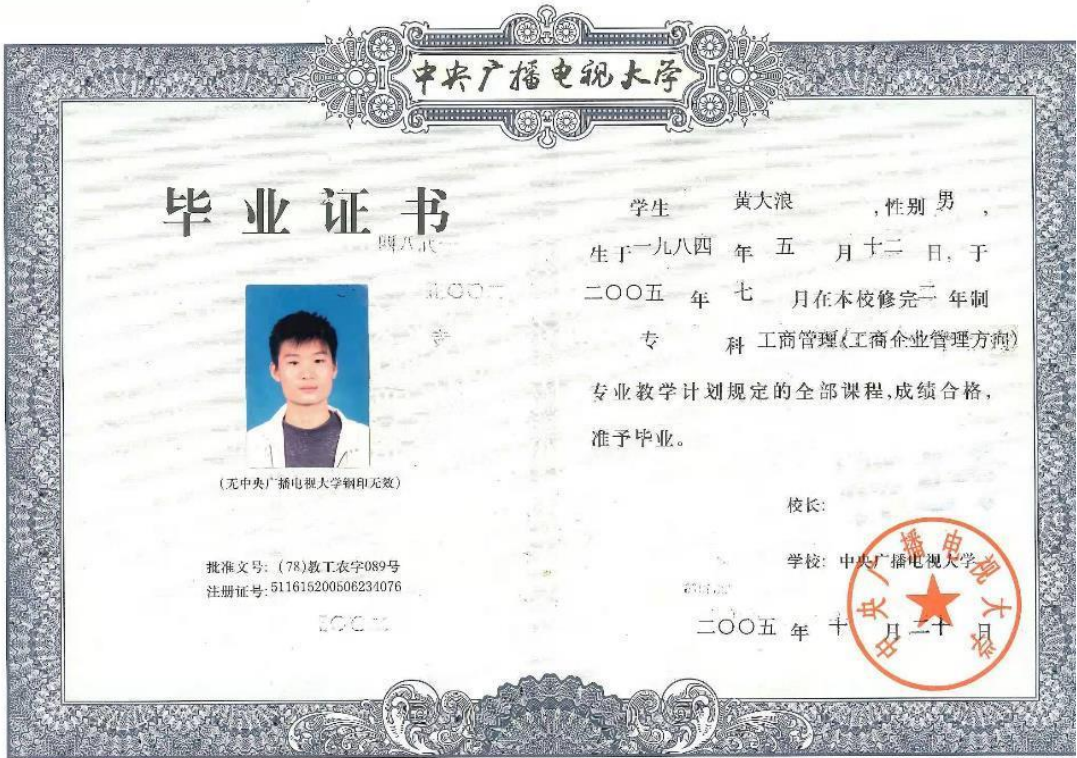 中央广播电视大学
毕业证书
(无中央广播电视大学钢印无效)
批准文号: (78)教工农字089号
注册证号: 511615200506234076
学生 黄大浪 ,性别 男 ,
生于一九八四 年 五 月 十二 日, 于
二〇〇五 年 七 月在本校修完二 年制
专 科 工商管理(工商企业管理方向)
专业教学计划规定的全部课程,成绩合格,
准予毕业。
校长:
学校: 中央广播电视大学
二〇〇五 年 十 月 二十 日
中央广播电视大学